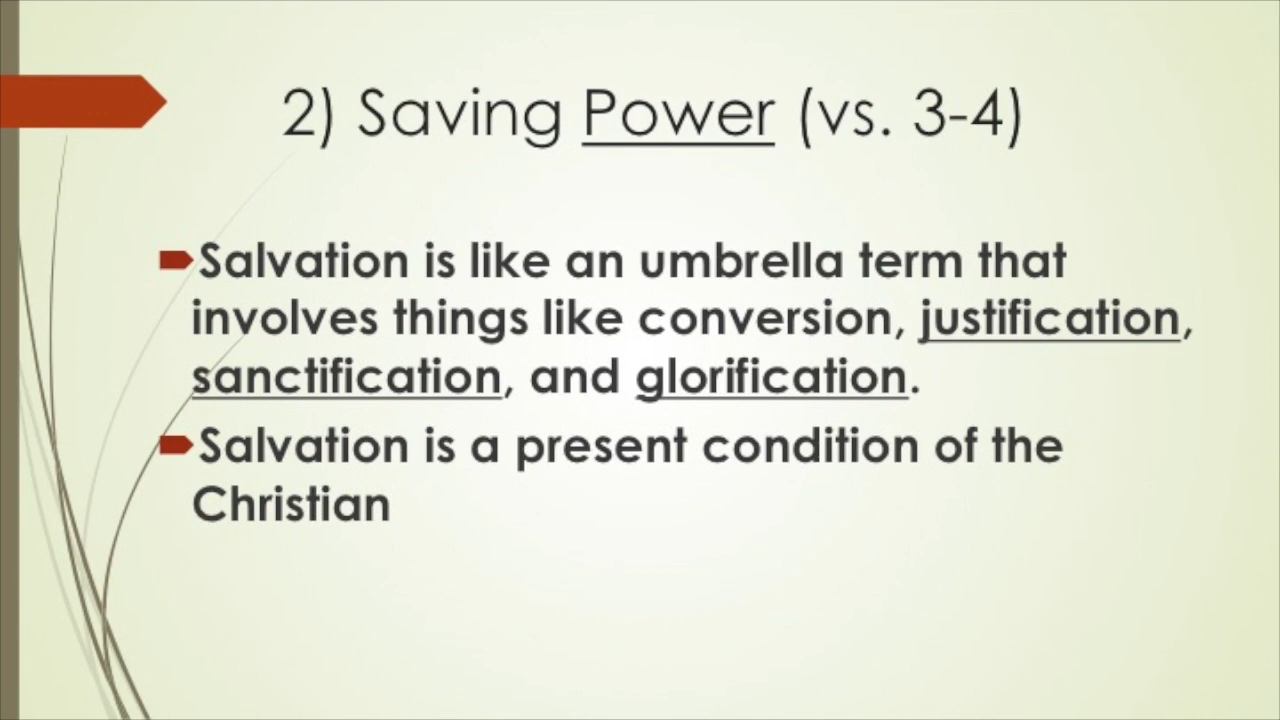 2) Saving Power (vs. 3-4)
Salvation is like an umbrella term that
involves things like conversion, justification,
sanctification, and glorification.
Salvation is a present condition of the
Christian